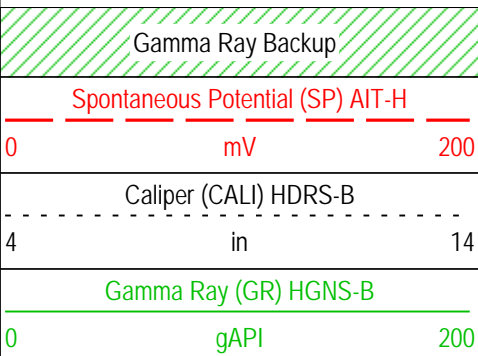 Gamma Ray Backup
Spontaneous Potential (SP) AIT-H
0 mV 200
Caliper (CALI) HDRS-B
4 in 14
Gamma Ray (GR) HGNS-B
0 gAPI 200